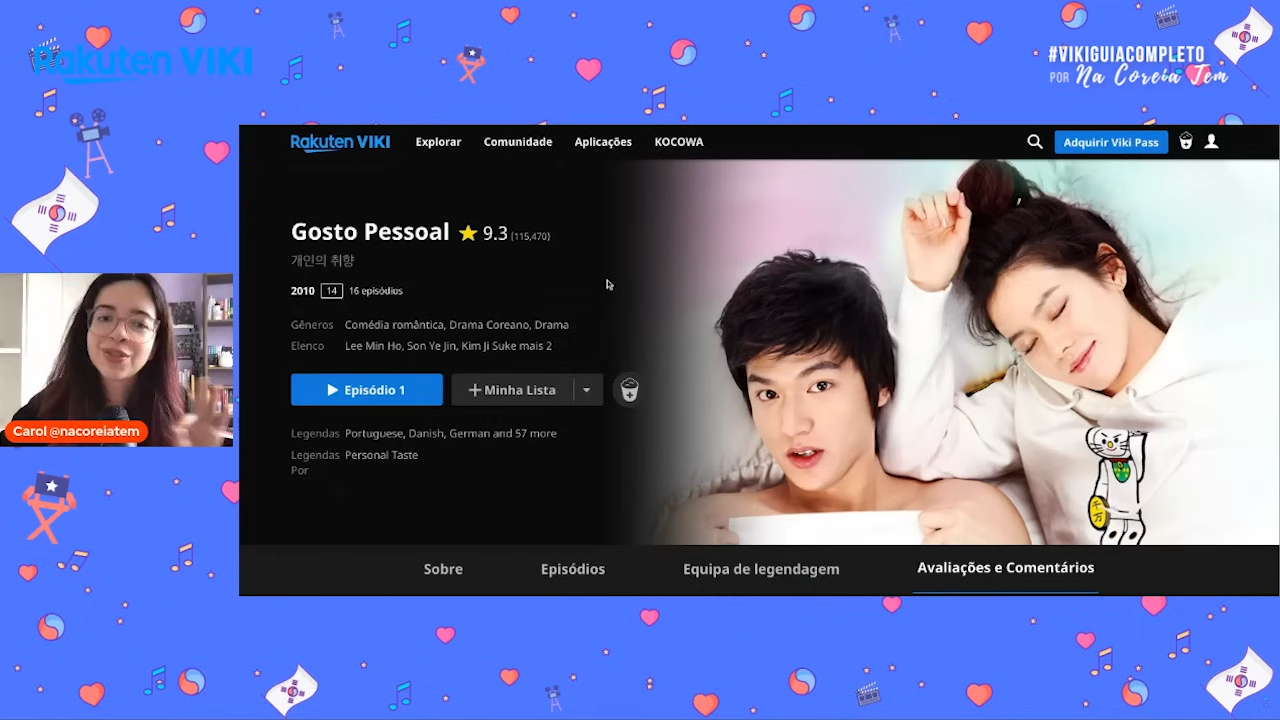 Rakuten VIKI
#VIKIGUIACOMPLETO
POR Na Coreia Tem
Rakuten VIKI Explorar Comunidade Aplicações KOCOWA Adquirir Viki Pass
Gosto Pessoal 9.3 (115,470)
개인의 취향
2010 14 16 episódios
Gêneros Comédia romântica, Drama Coreano, Drama
Elenco Lee Min Ho, Son Ye Jin, Kim Ji Suke mais 2
Episódio 1 Minha Lista
Legendas Portuguese, Danish, German and 57 more
Legendas Por Personal Taste
千万
Carol @nacoreiatem
Sobre Episódios Equipa de legendagem Avaliações e Comentários